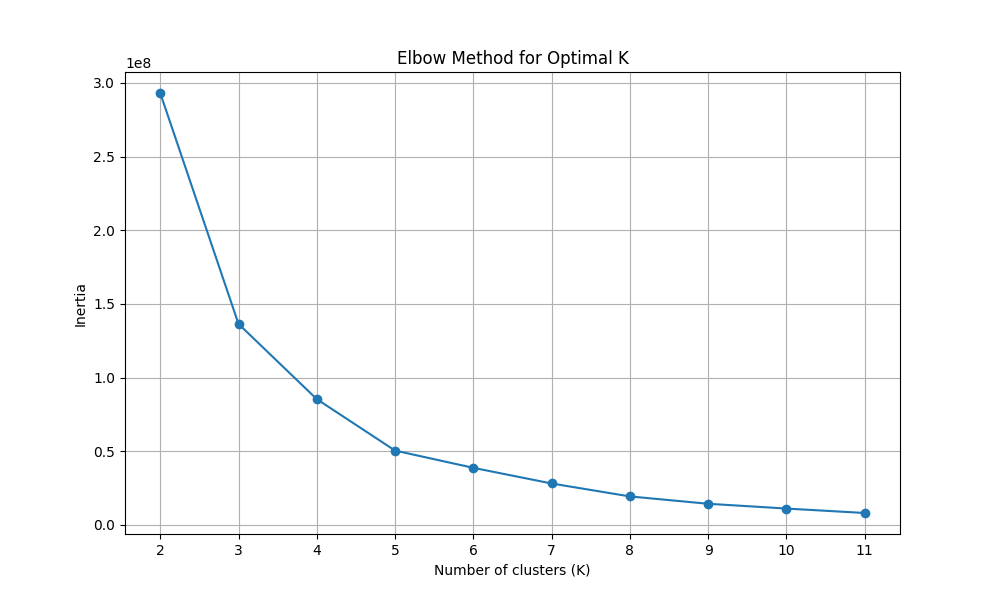 Elbow Method for Optimal K
1e8
3.0
2.5
2.0
1.5
1.0
0.5
0.0
Inertia
2 3 4 5 6 7 8 9 10 11
Number of clusters (K)